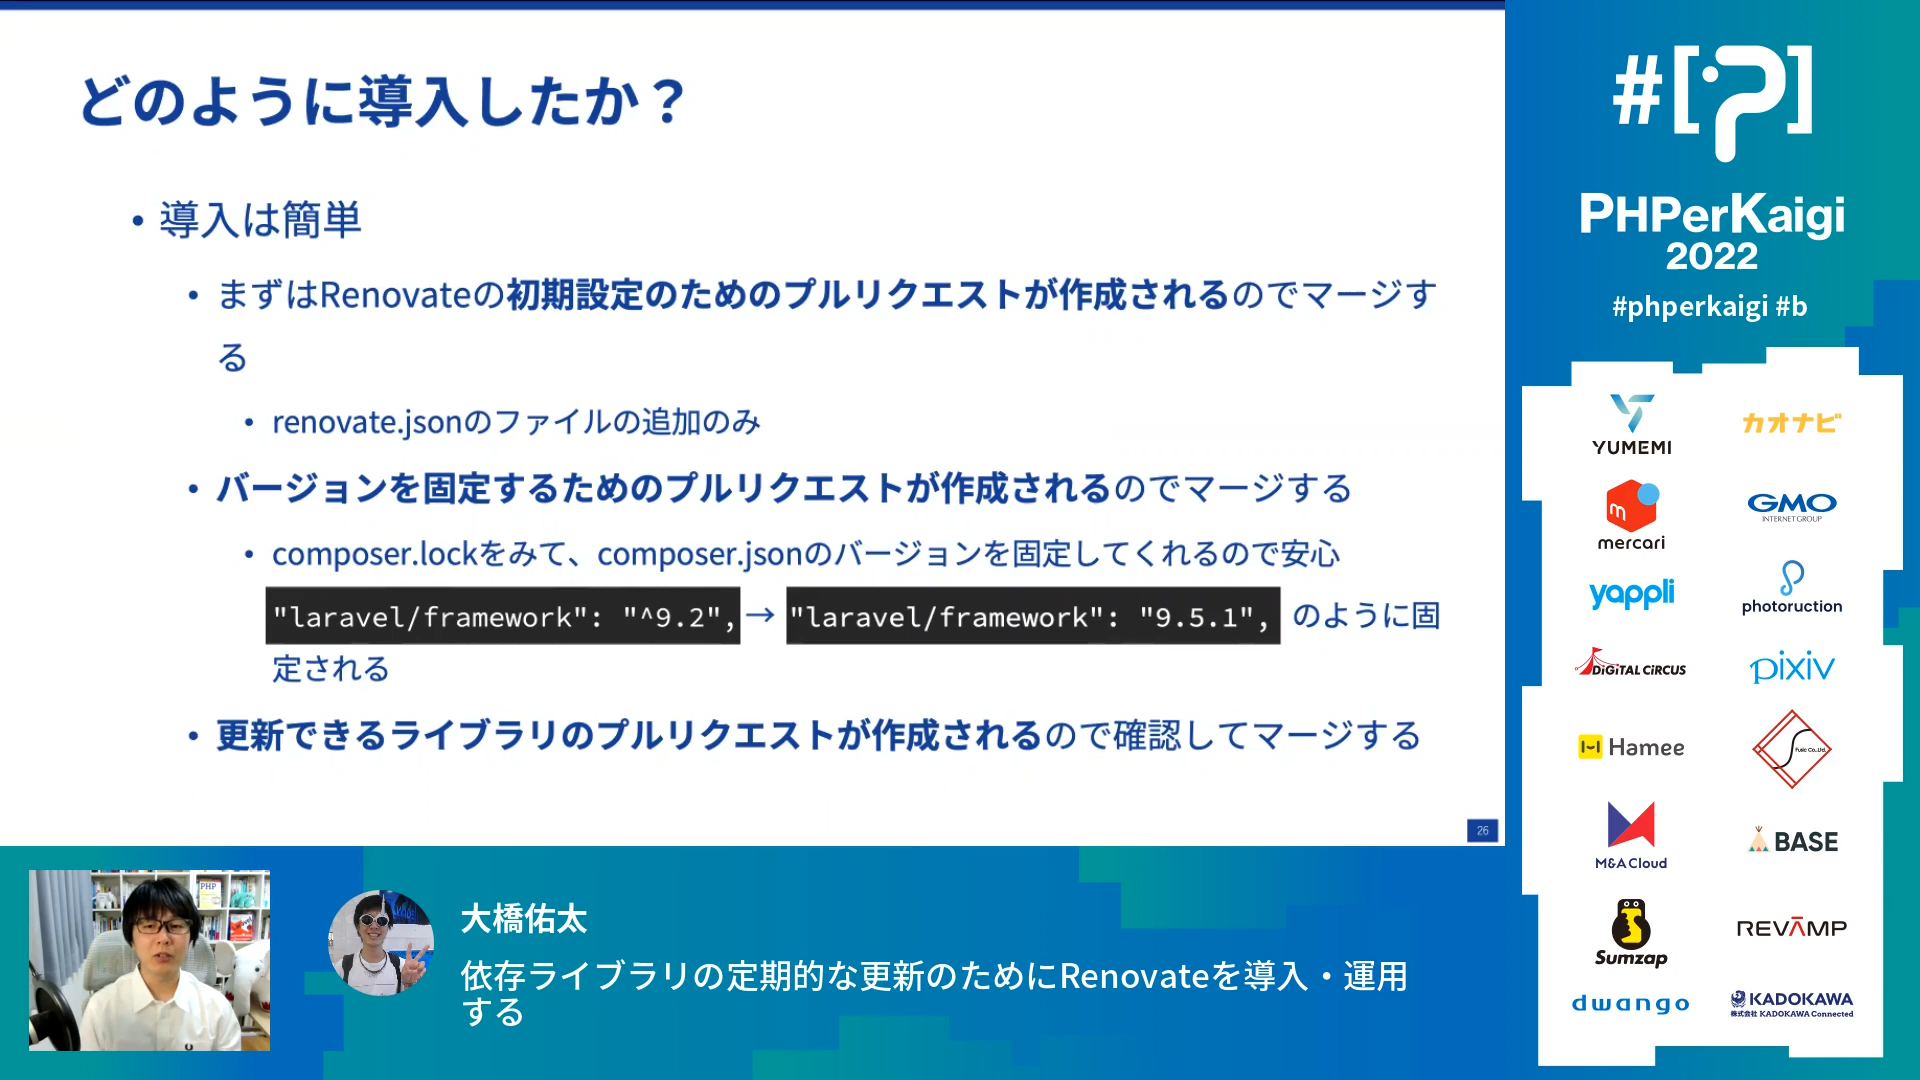 どのように導入したか？
• 導入は簡単
• まずはRenovateの初期設定のためのプルリクエストが作成されるのでマージす
る
• renovate.jsonのファイルの追加のみ
• バージョンを固定するためのプルリクエストが作成されるのでマージする
• composer.lockをみて、composer.jsonのバージョンを固定してくれるので安心
"laravel/framework": "^9.2", → "laravel/framework": "9.5.1", のように固
定される
• 更新できるライブラリのプルリクエストが作成されるので確認してマージする
26
大橋佑太
依存ライブラリの定期的な更新のためにRenovateを導入・運用
する
#[P]
PHPerKaigi
2022
#phperkaigi #b
YUMEMI
カオナビ
mercari
GMO
INTERNET GROUP
yappli
photoruction
DiGiTAL CiRCUS
pixiv
Hamee
Fusic Co.,Ltd.
M&A Cloud
BASE
Sumzap
REVAMP
dwango
KADOKAWA
株式会社 KADOKAWA Connected
PHP